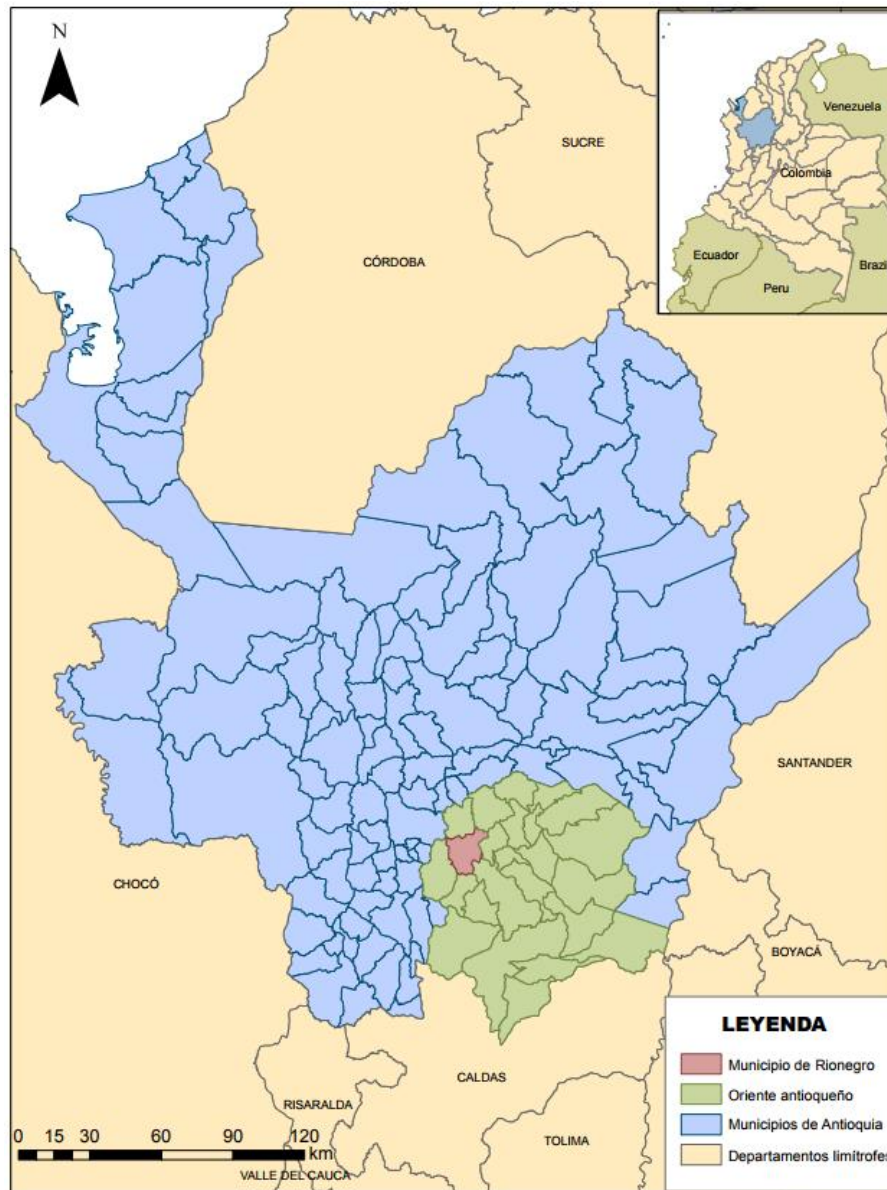 N
SUCRE
CÓRDOBA
Venezuela
Colombia
Ecuador
Brazi
Peru
SANTANDER
CHOCÓ
BOYACÁ
CALDAS
RISARALDA
TOLIMA
VALLE DEL CAUCA
0 15 30 60 90 120
km
LEYENDA
Municipio de Rionegro
Oriente antioqueño
Municipios de Antioquia
Departamentos limítrofes